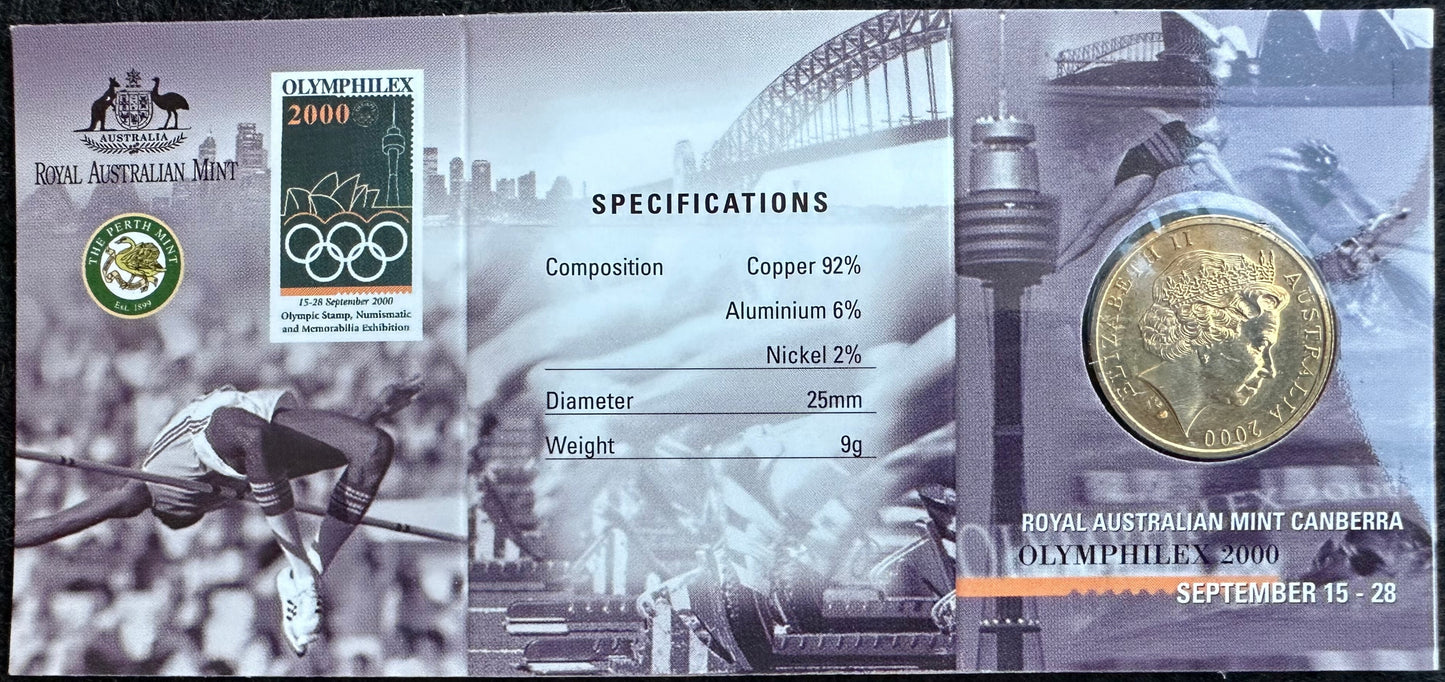 AUSTRALIA
ROYAL AUSTRALIAN MINT
THE PERTH MINT
EST. 1899
OLYMPHILEX
2000
15-28 September 2000
Olympic Stamp, Numismatic
and Memorabilia Exhibition
SPECIFICATIONS
Composition Copper 92%
Aluminium 6%
Nickel 2%
Diameter 25mm
Weight 9g
ELIZABETH II AUSTRALIA 2000
ROYAL AUSTRALIAN MINT CANBERRA
OLYMPHILEX 2000
SEPTEMBER 15 - 28